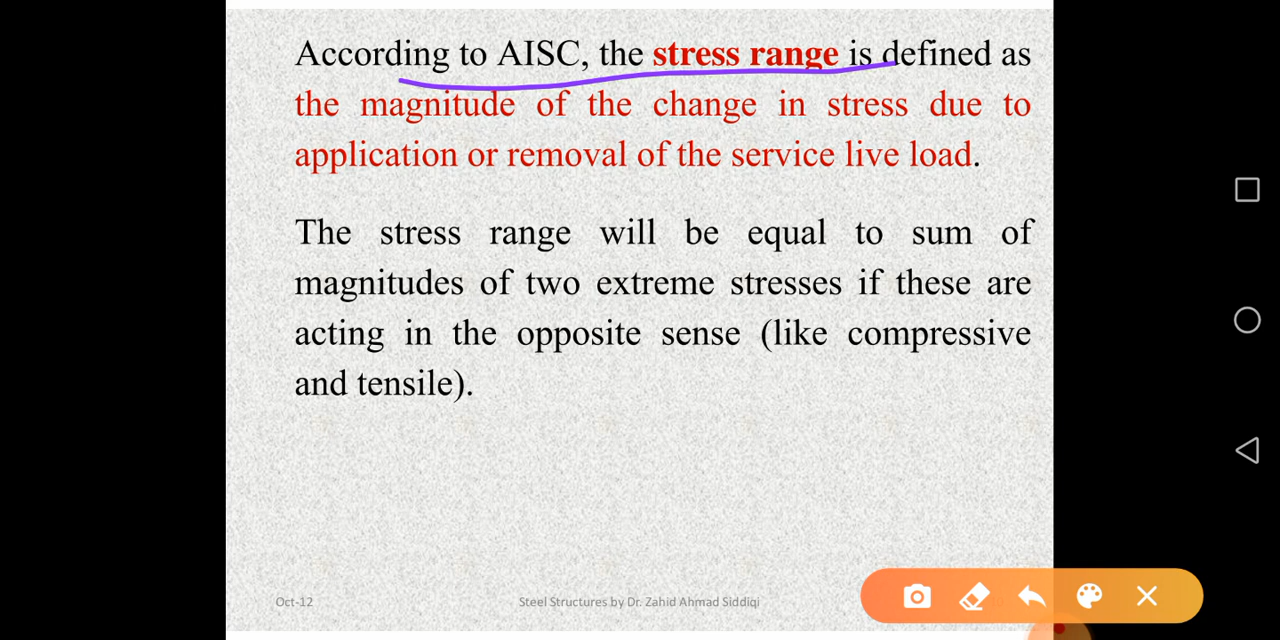 According to AISC, the stress range is defined as
the magnitude of the change in stress due to
application or removal of the service live load.
The stress range will be equal to sum of
magnitudes of two extreme stresses if these are
acting in the opposite sense (like compressive
and tensile).
Oct-12
Steel Structures by Dr. Zahid Ahmad Siddiqi